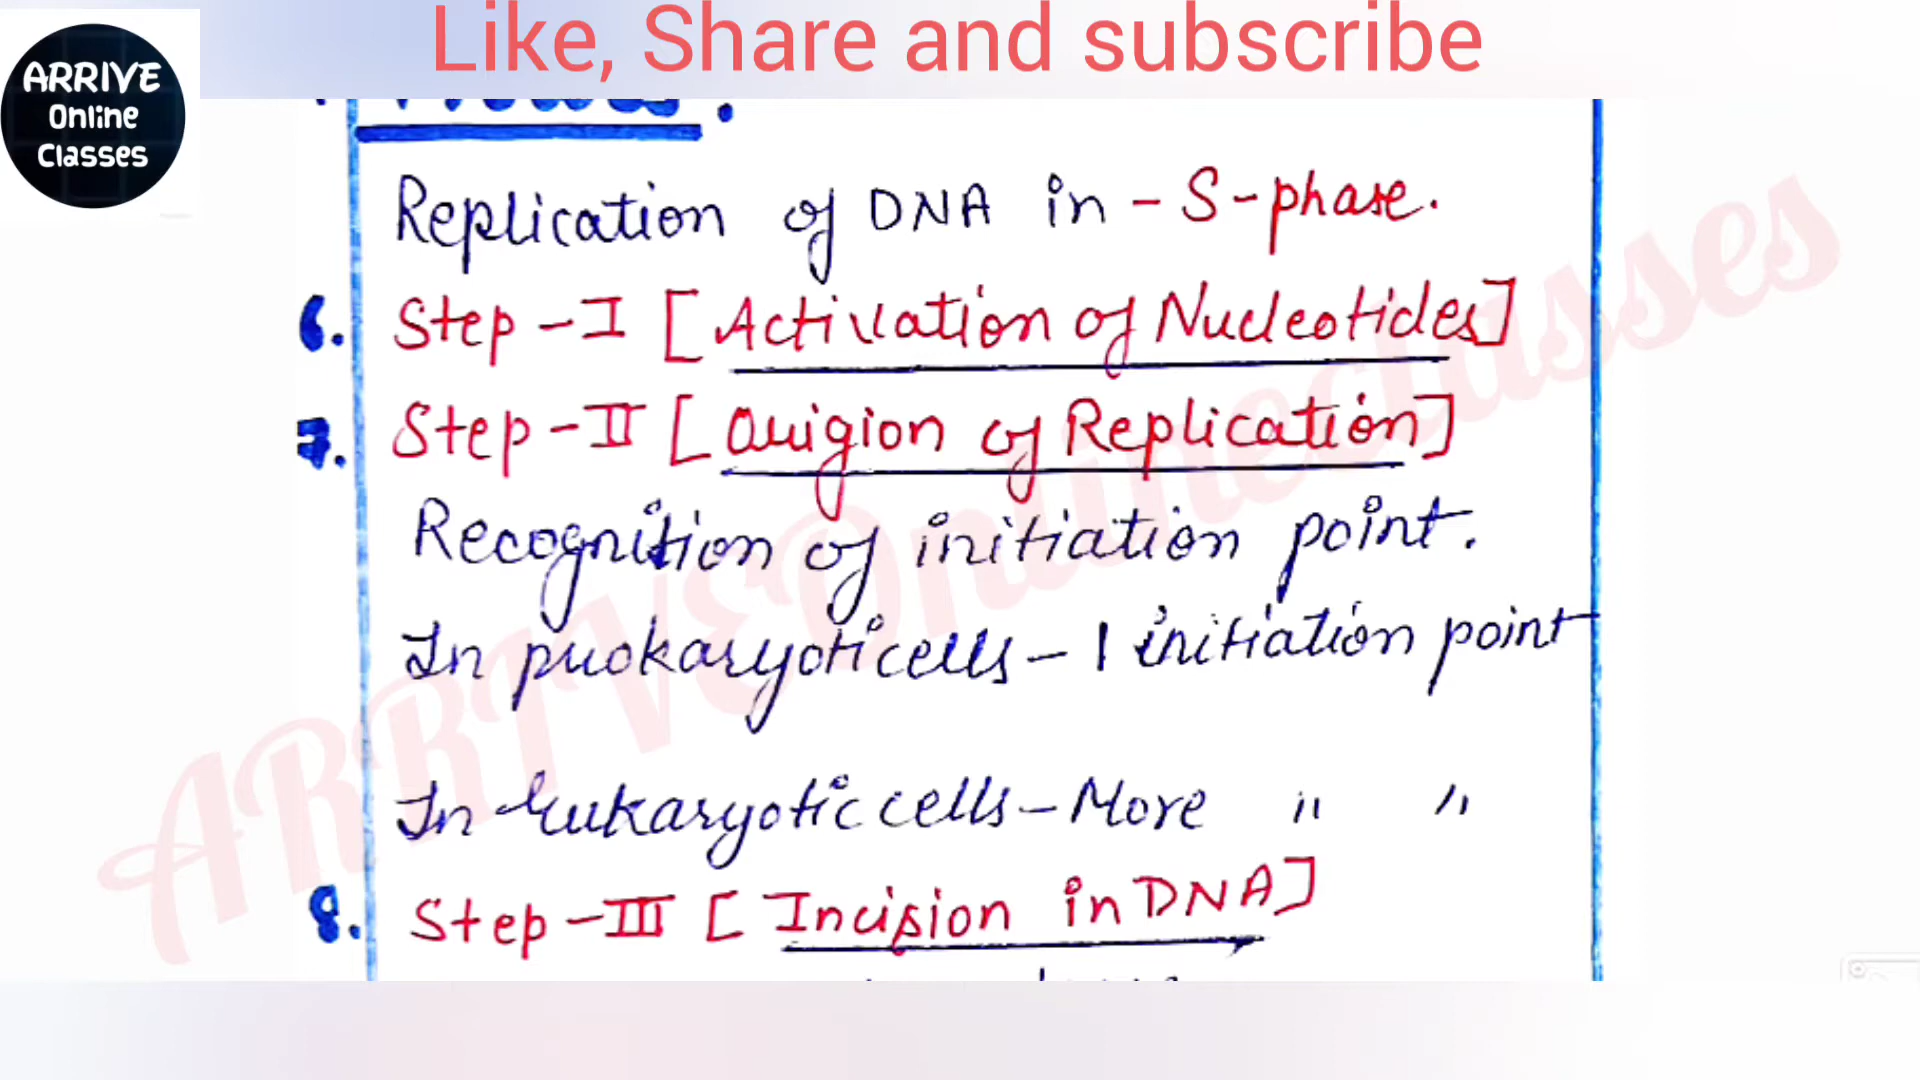 Like, Share and subscribe
ARRIVE
Online
Classes
Replication of DNA in - S-phase.
6. Step - I [Activation of Nucleotides]
7. Step - II [Ouigion of Replication]
Recognition of initiation point.
In prokaryoticells - 1 initiation point
In Eukaryotic cells - More " "
8. Step - III [Incision in DNA]
ARRIVEOnlineclasses